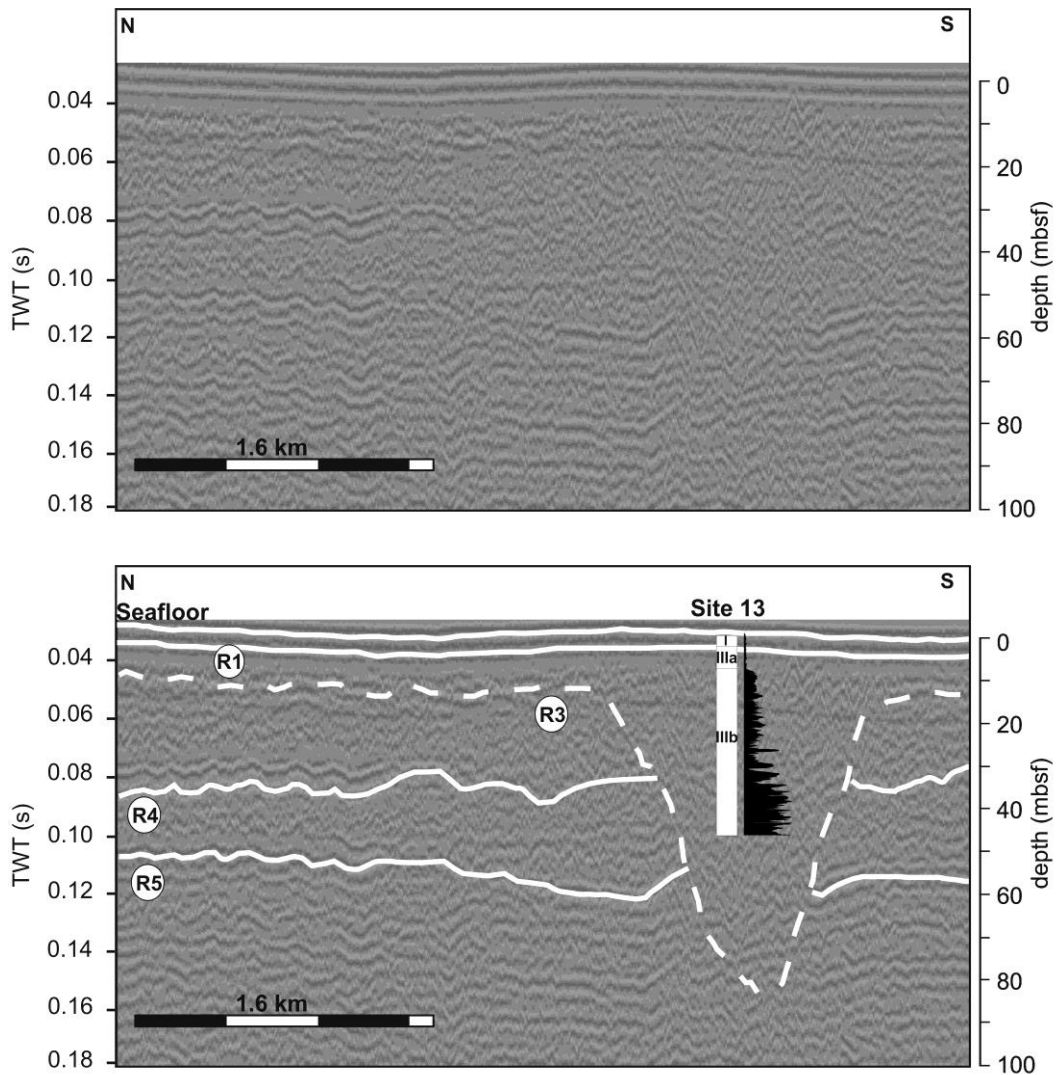 N S
0.04
0.06
0.08
0.10
0.12
0.14
0.16
0.18
TWT (s)
0
20
40
60
80
100
depth (mbsf)
1.6 km
N S
Seafloor
Site 13
I
IIIa
IIIb
R1
R3
R4
R5
0.04
0.06
0.08
0.10
0.12
0.14
0.16
0.18
TWT (s)
0
20
40
60
80
100
depth (mbsf)
1.6 km